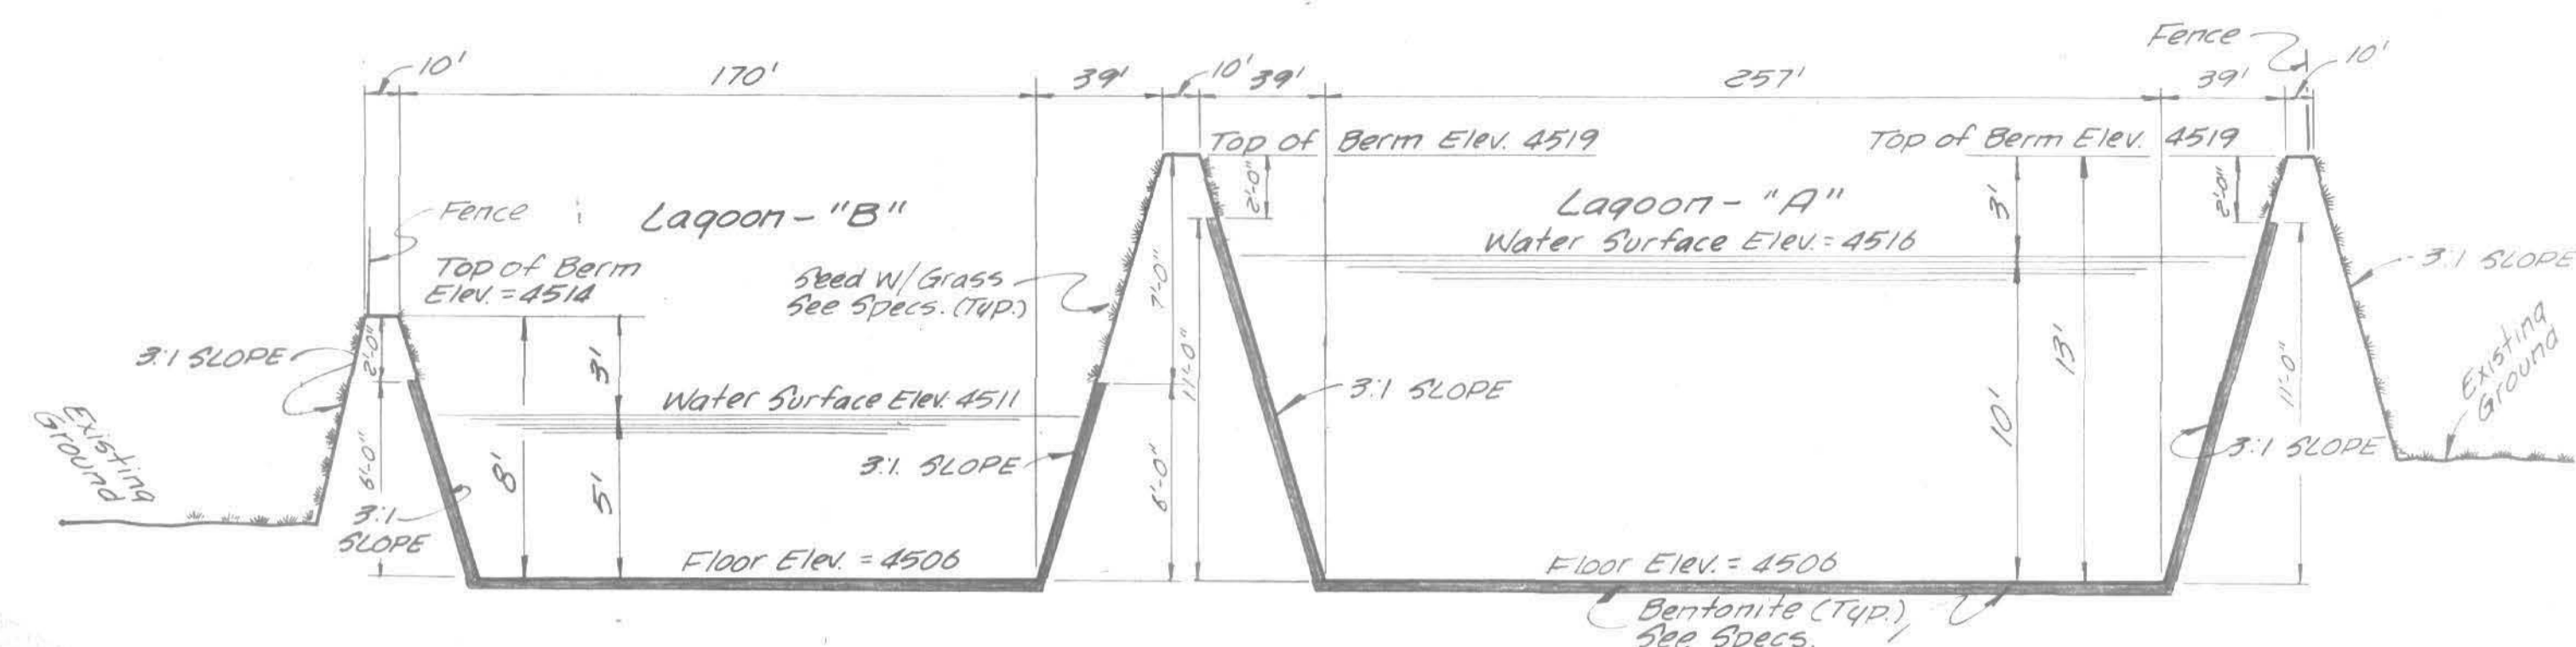 Fence
10'
170'
39'
10'
39'
257'
39'
10'
Top of Berm Elev. 4519
Top of Berm Elev. 4519
2'-0"
2'-0"
3'
Lagoon - "B"
Lagoon - "A"
Fence
Water Surface Elev. = 4516
Top of Berm
Elev. = 4514
Seed w/Grass
See Specs. (Typ.)
7'-0"
3:1 SLOPE
3:1 SLOPE
2'-0"
3'
11'-0"
13'
11'-0"
Existing
Ground
3:1 SLOPE
Water Surface Elev. 4511
Existing
Ground
6'-0"
8'
5'
3:1. SLOPE
6'-0"
10'
3:1 SLOPE
3:1
SLOPE
Floor Elev. = 4506
Floor Elev. = 4506
Bentonite (Typ.)
See Specs.